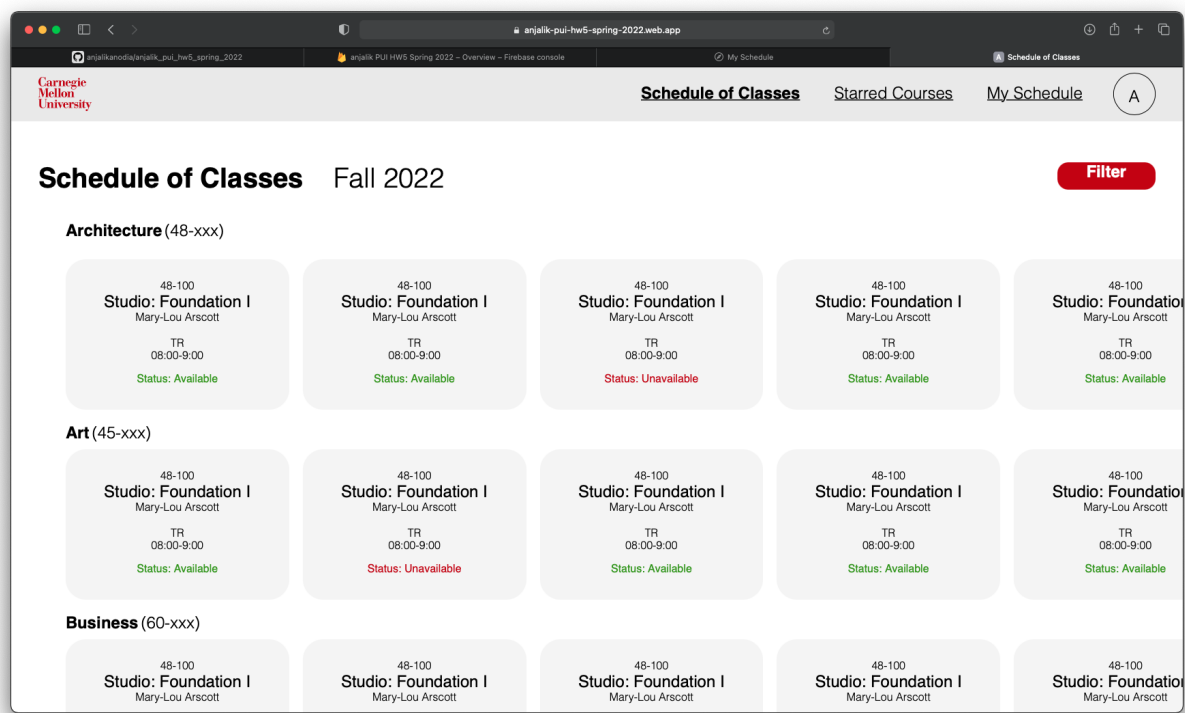 anjalik-pui-hw5-spring-2022.web.app
anjalikanodia/anjalik_pui_hw5_spring_2022 anjalik PUI HW5 Spring 2022 – Overview – Firebase console My Schedule A Schedule of Classes
Carnegie
Mellon
University
Schedule of Classes Starred Courses My Schedule A
Schedule of Classes Fall 2022 Filter
Architecture (48-xxx)
48-100 48-100 48-100 48-100 48-100
Studio: Foundation I Studio: Foundation I Studio: Foundation I Studio: Foundation I Studio: Foundatio
Mary-Lou Arscott Mary-Lou Arscott Mary-Lou Arscott Mary-Lou Arscott Mary-Lou Arscott
TR TR TR TR TR
08:00-9:00 08:00-9:00 08:00-9:00 08:00-9:00 08:00-9:00
Status: Available Status: Available Status: Unavailable Status: Available Status: Available
Art (45-xxx)
48-100 48-100 48-100 48-100 48-100
Studio: Foundation I Studio: Foundation I Studio: Foundation I Studio: Foundation I Studio: Foundatio
Mary-Lou Arscott Mary-Lou Arscott Mary-Lou Arscott Mary-Lou Arscott Mary-Lou Arscott
TR TR TR TR TR
08:00-9:00 08:00-9:00 08:00-9:00 08:00-9:00 08:00-9:00
Status: Available Status: Unavailable Status: Available Status: Available Status: Available
Business (60-xxx)
48-100 48-100 48-100 48-100 48-100
Studio: Foundation I Studio: Foundation I Studio: Foundation I Studio: Foundation I Studio: Foundatio
Mary-Lou Arscott Mary-Lou Arscott Mary-Lou Arscott Mary-Lou Arscott Mary-Lou Arscott